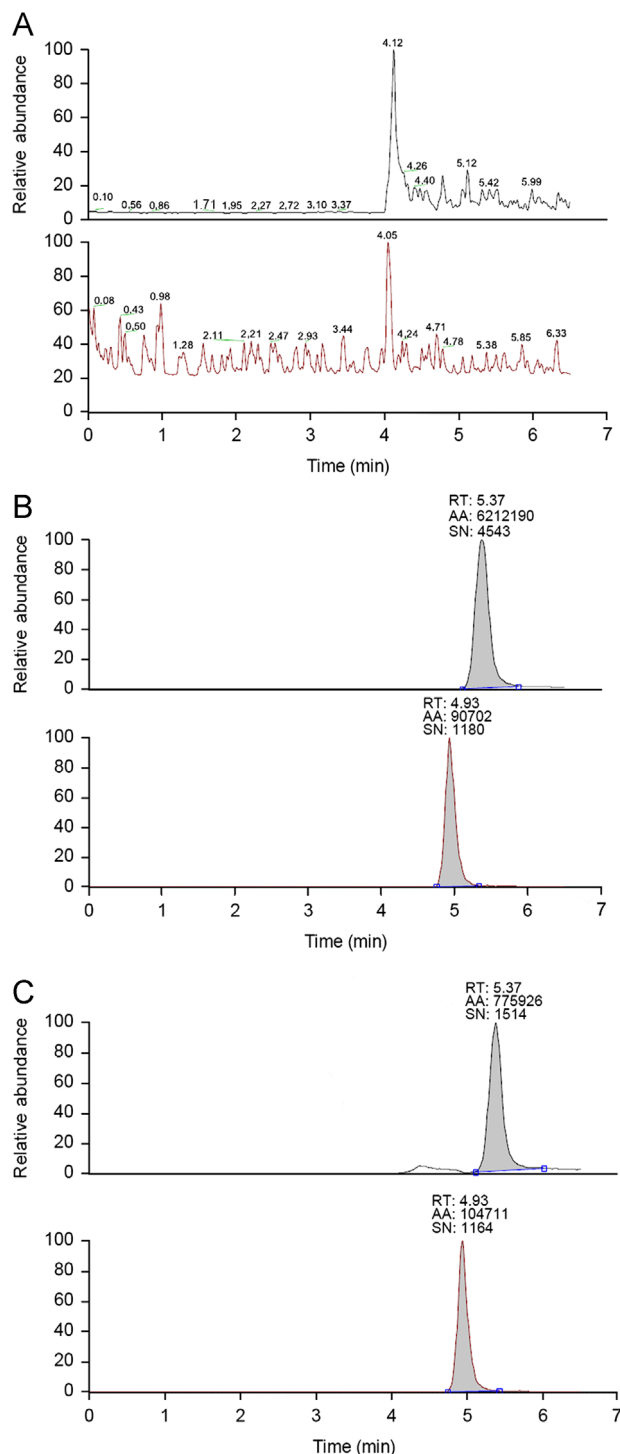 A
Relative abundance
100
80
60
40
20
0
0.10
0.56
0.86
1.71
1.95
2.27
2.72
3.10
3.37
4.12
4.26
4.40
5.12
5.42
5.99
100
80
60
40
20
0
0.08
0.43
0.50
0.98
1.28
2.11
2.21
2.47
2.93
3.44
4.05
4.24
4.71
4.78
5.38
5.85
6.33
0 1 2 3 4 5 6 7
Time (min)
B
RT: 5.37
AA: 6212190
SN: 4543
Relative abundance
100
80
60
40
20
0
RT: 4.93
AA: 90702
SN: 1180
100
80
60
40
20
0
0 1 2 3 4 5 6 7
Time (min)
C
RT: 5.37
AA: 775926
SN: 1514
Relative abundance
100
80
60
40
20
0
RT: 4.93
AA: 104711
SN: 1164
100
80
60
40
20
0
0 1 2 3 4 5 6 7
Time (min)